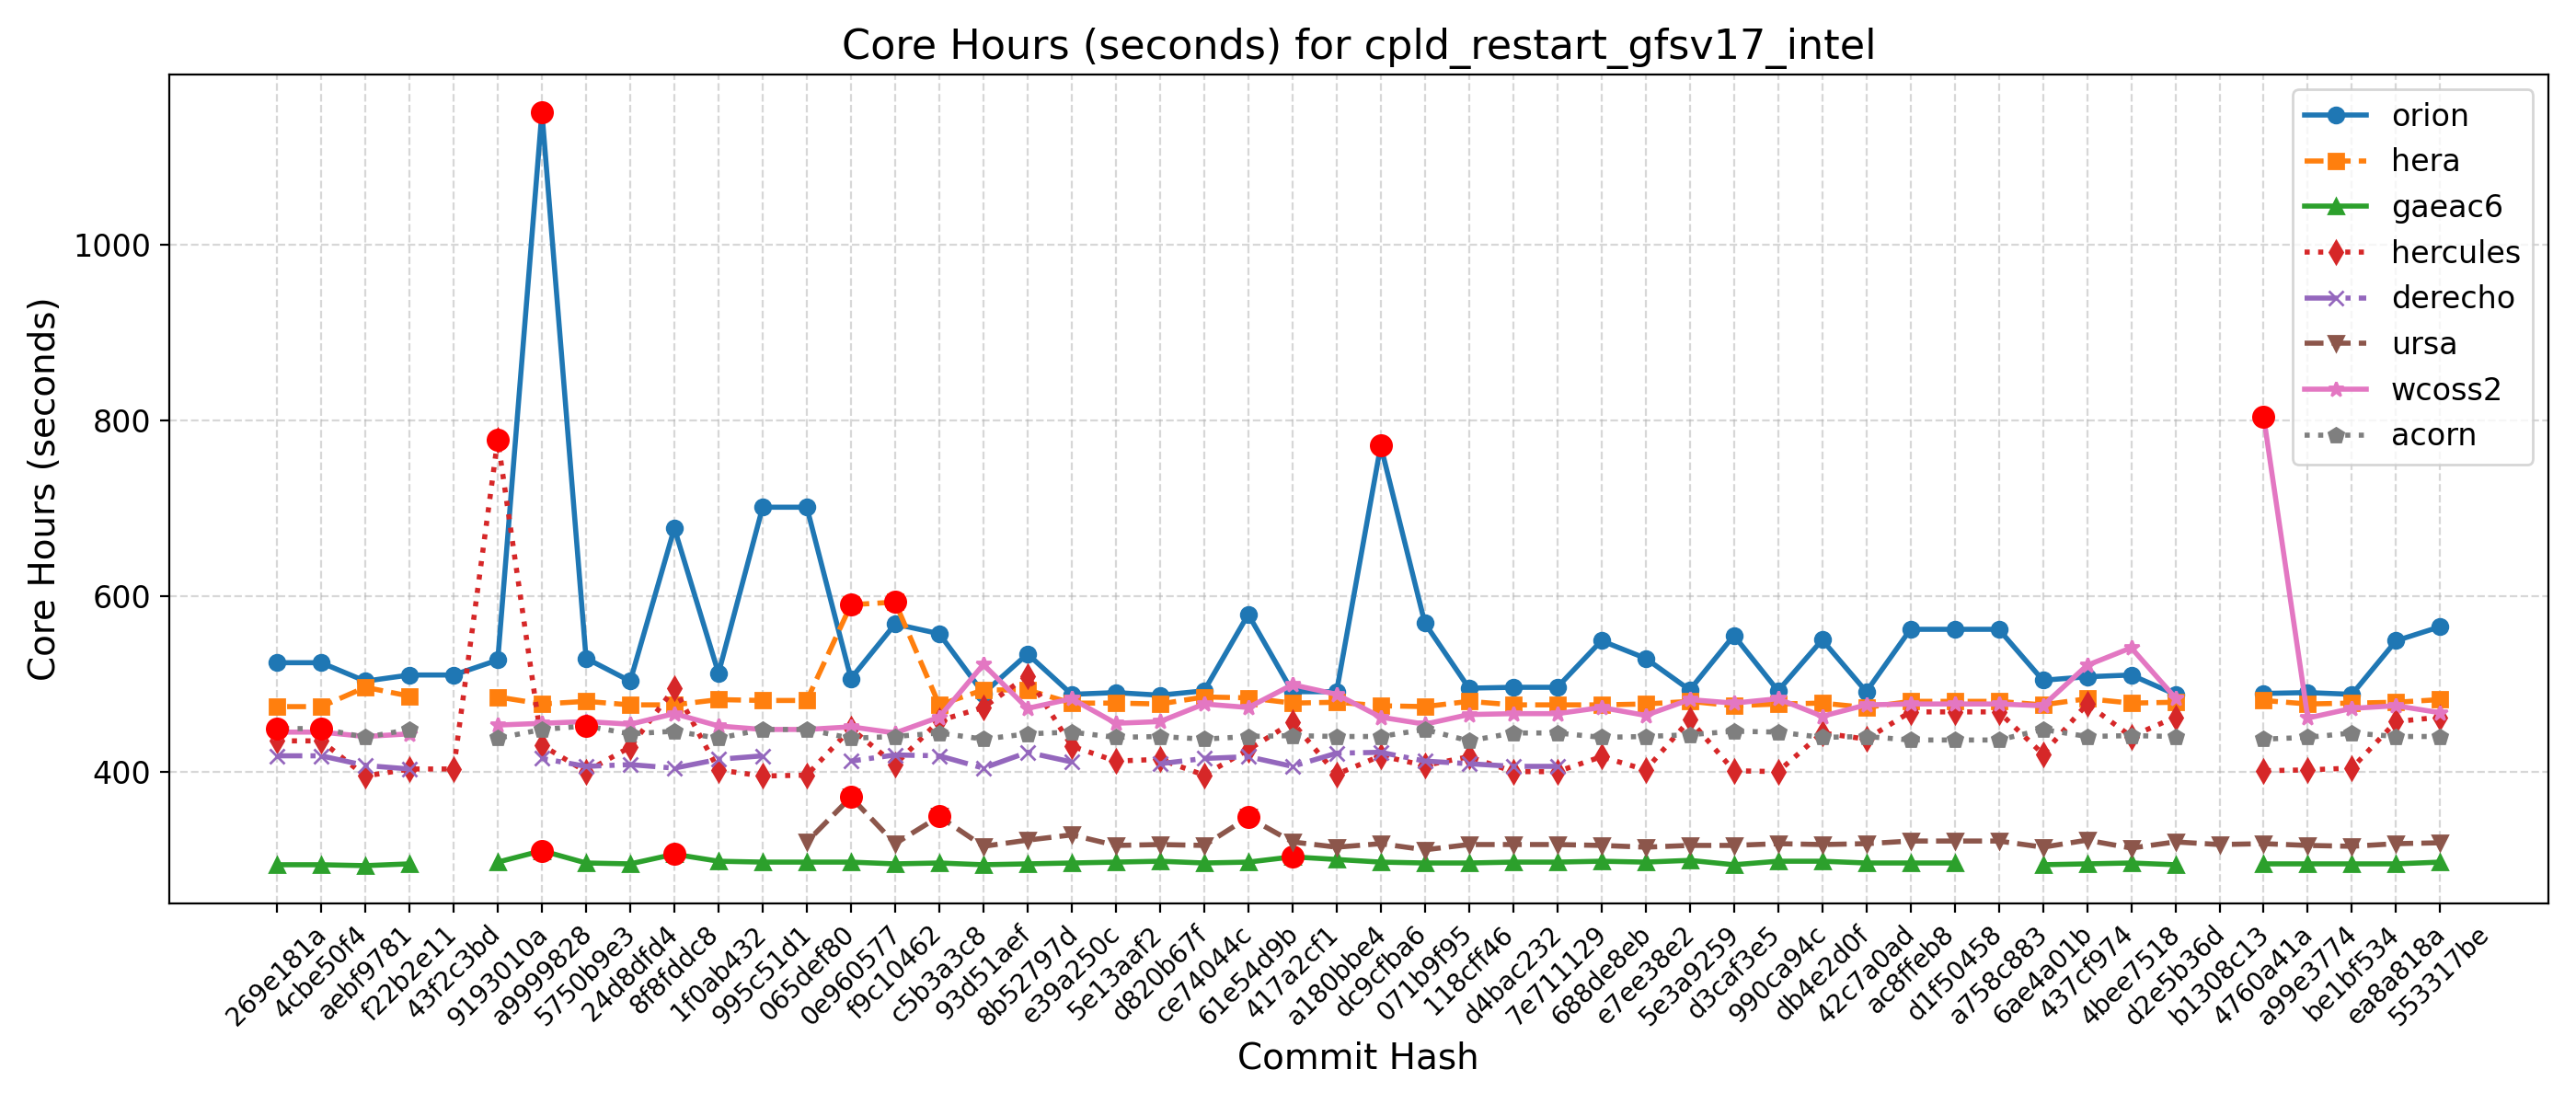 Core Hours (seconds) for cpld_restart_gfsv17_intel
Core Hours (seconds)
1000
800
600
400
orion
hera
gaeac6
hercules
derecho
ursa
wcoss2
acorn
269e181a
4cbe50f4
aebf9781
f22b2e11
43f2c3bd
9193010a
a9999828
5750b9e3
24d8dfd4
8f8fddc8
1f0ab432
995c51d1
065def80
0e960577
f9c10462
c5b3a3c8
93d51aef
8b52797d
e39a250c
5e13aaf2
d820b67f
ce74044c
61e54d9b
417a2cf1
a180bbe4
dc9cfba6
071b9f95
118cff46
d4bac232
7e711129
688de8eb
e7ee38e2
5e3a9259
d3caf3e5
990ca94c
db4e2d0f
42c7a0ad
ac8ffeb8
d1f50458
a758c883
6ae4a01b
437cf974
4bee7518
d2e5b36d
b1308c13
4760a41a
a99e3774
be1bf534
ea8a818a
553317be
Commit Hash